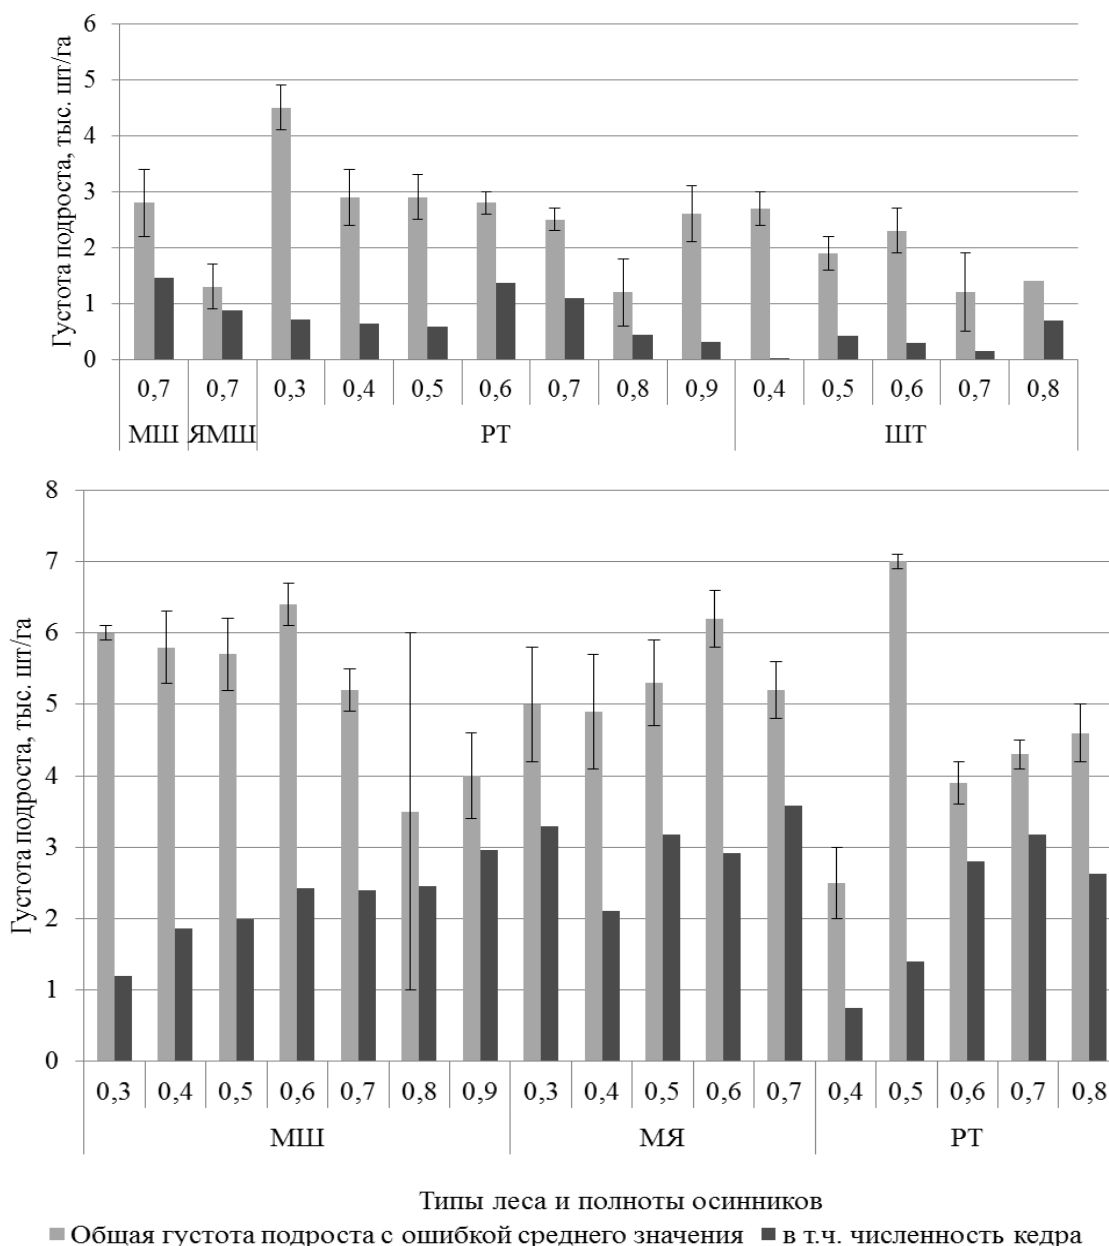 Густота подроста, тыс. шт/га
6
5
4
3
2
1
0
0,7 0,7 0,3 0,4 0,5 0,6 0,7 0,8 0,9 0,4 0,5 0,6 0,7 0,8
МШ ЯМШ РТ ШТ
Густота подроста, тыс. шт/га
8
7
6
5
4
3
2
1
0
0,3 0,4 0,5 0,6 0,7 0,8 0,9 0,3 0,4 0,5 0,6 0,7 0,4 0,5 0,6 0,7 0,8
МШ МЯ РТ
Типы леса и полноты осинников
Общая густота подроста с ошибкой среднего значения в т.ч. численность кедра